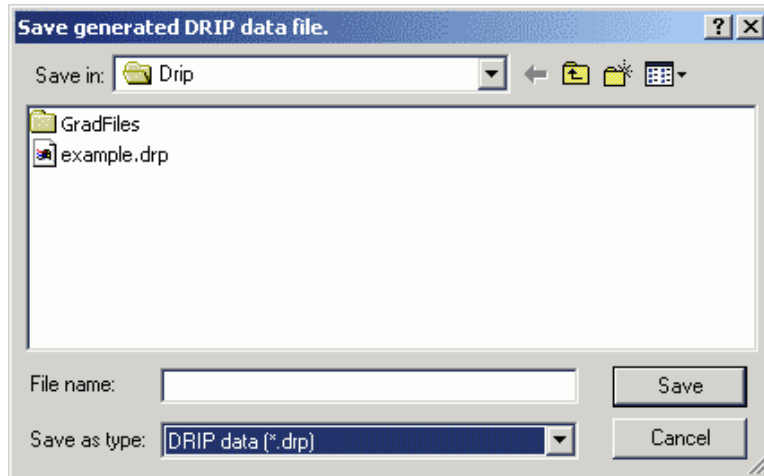 Save generated DRIP data file.
Save in: Drip
GradFiles
example.drp
File name: Save
Save as type: DRIP data (*.drp) Cancel